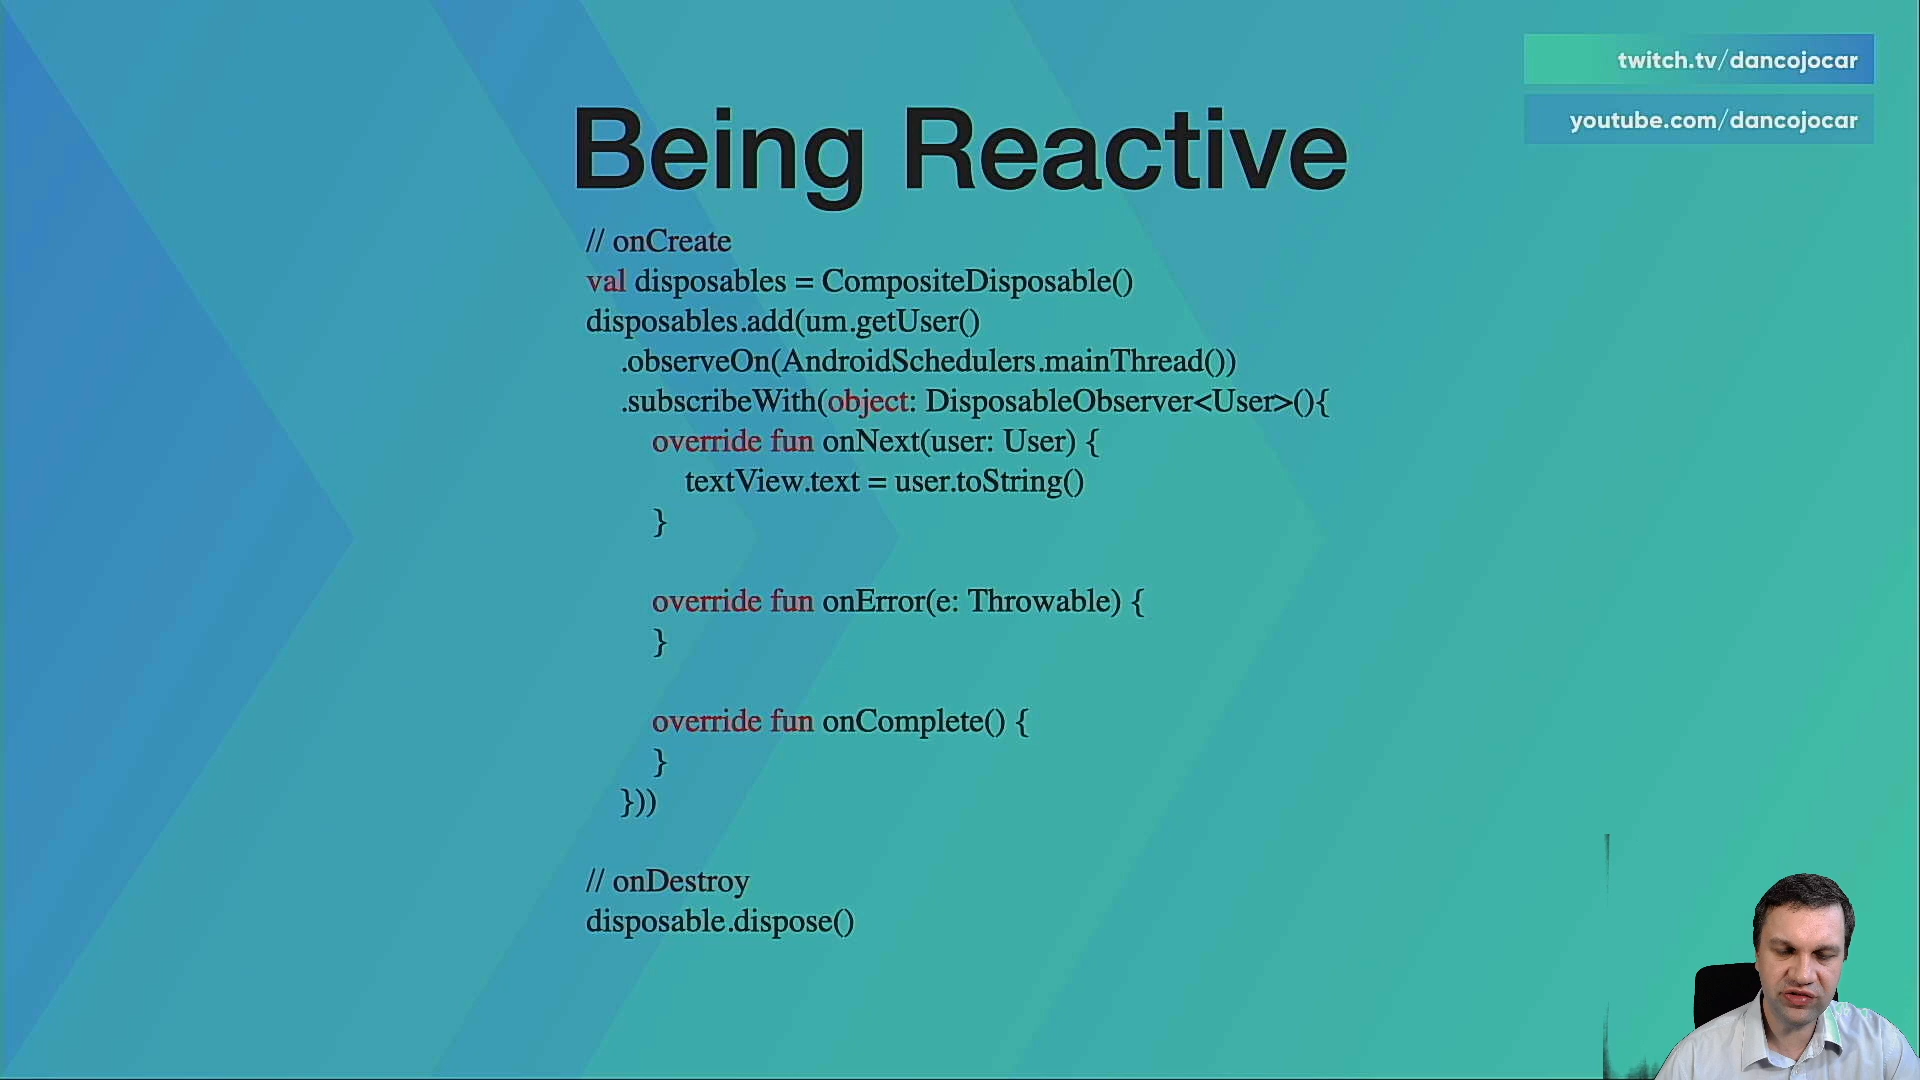 twitch.tv/dancojocar
youtube.com/dancojocar
Being Reactive
// onCreate
val disposables = CompositeDisposable()
disposables.add(um.getUser()
.observeOn(AndroidSchedulers.mainThread())
.subscribeWith(object: DisposableObserver<User>(){
override fun onNext(user: User) {
textView.text = user.toString()
}
override fun onError(e: Throwable) {
}
override fun onComplete() {
}
}))
// onDestroy
disposable.dispose()